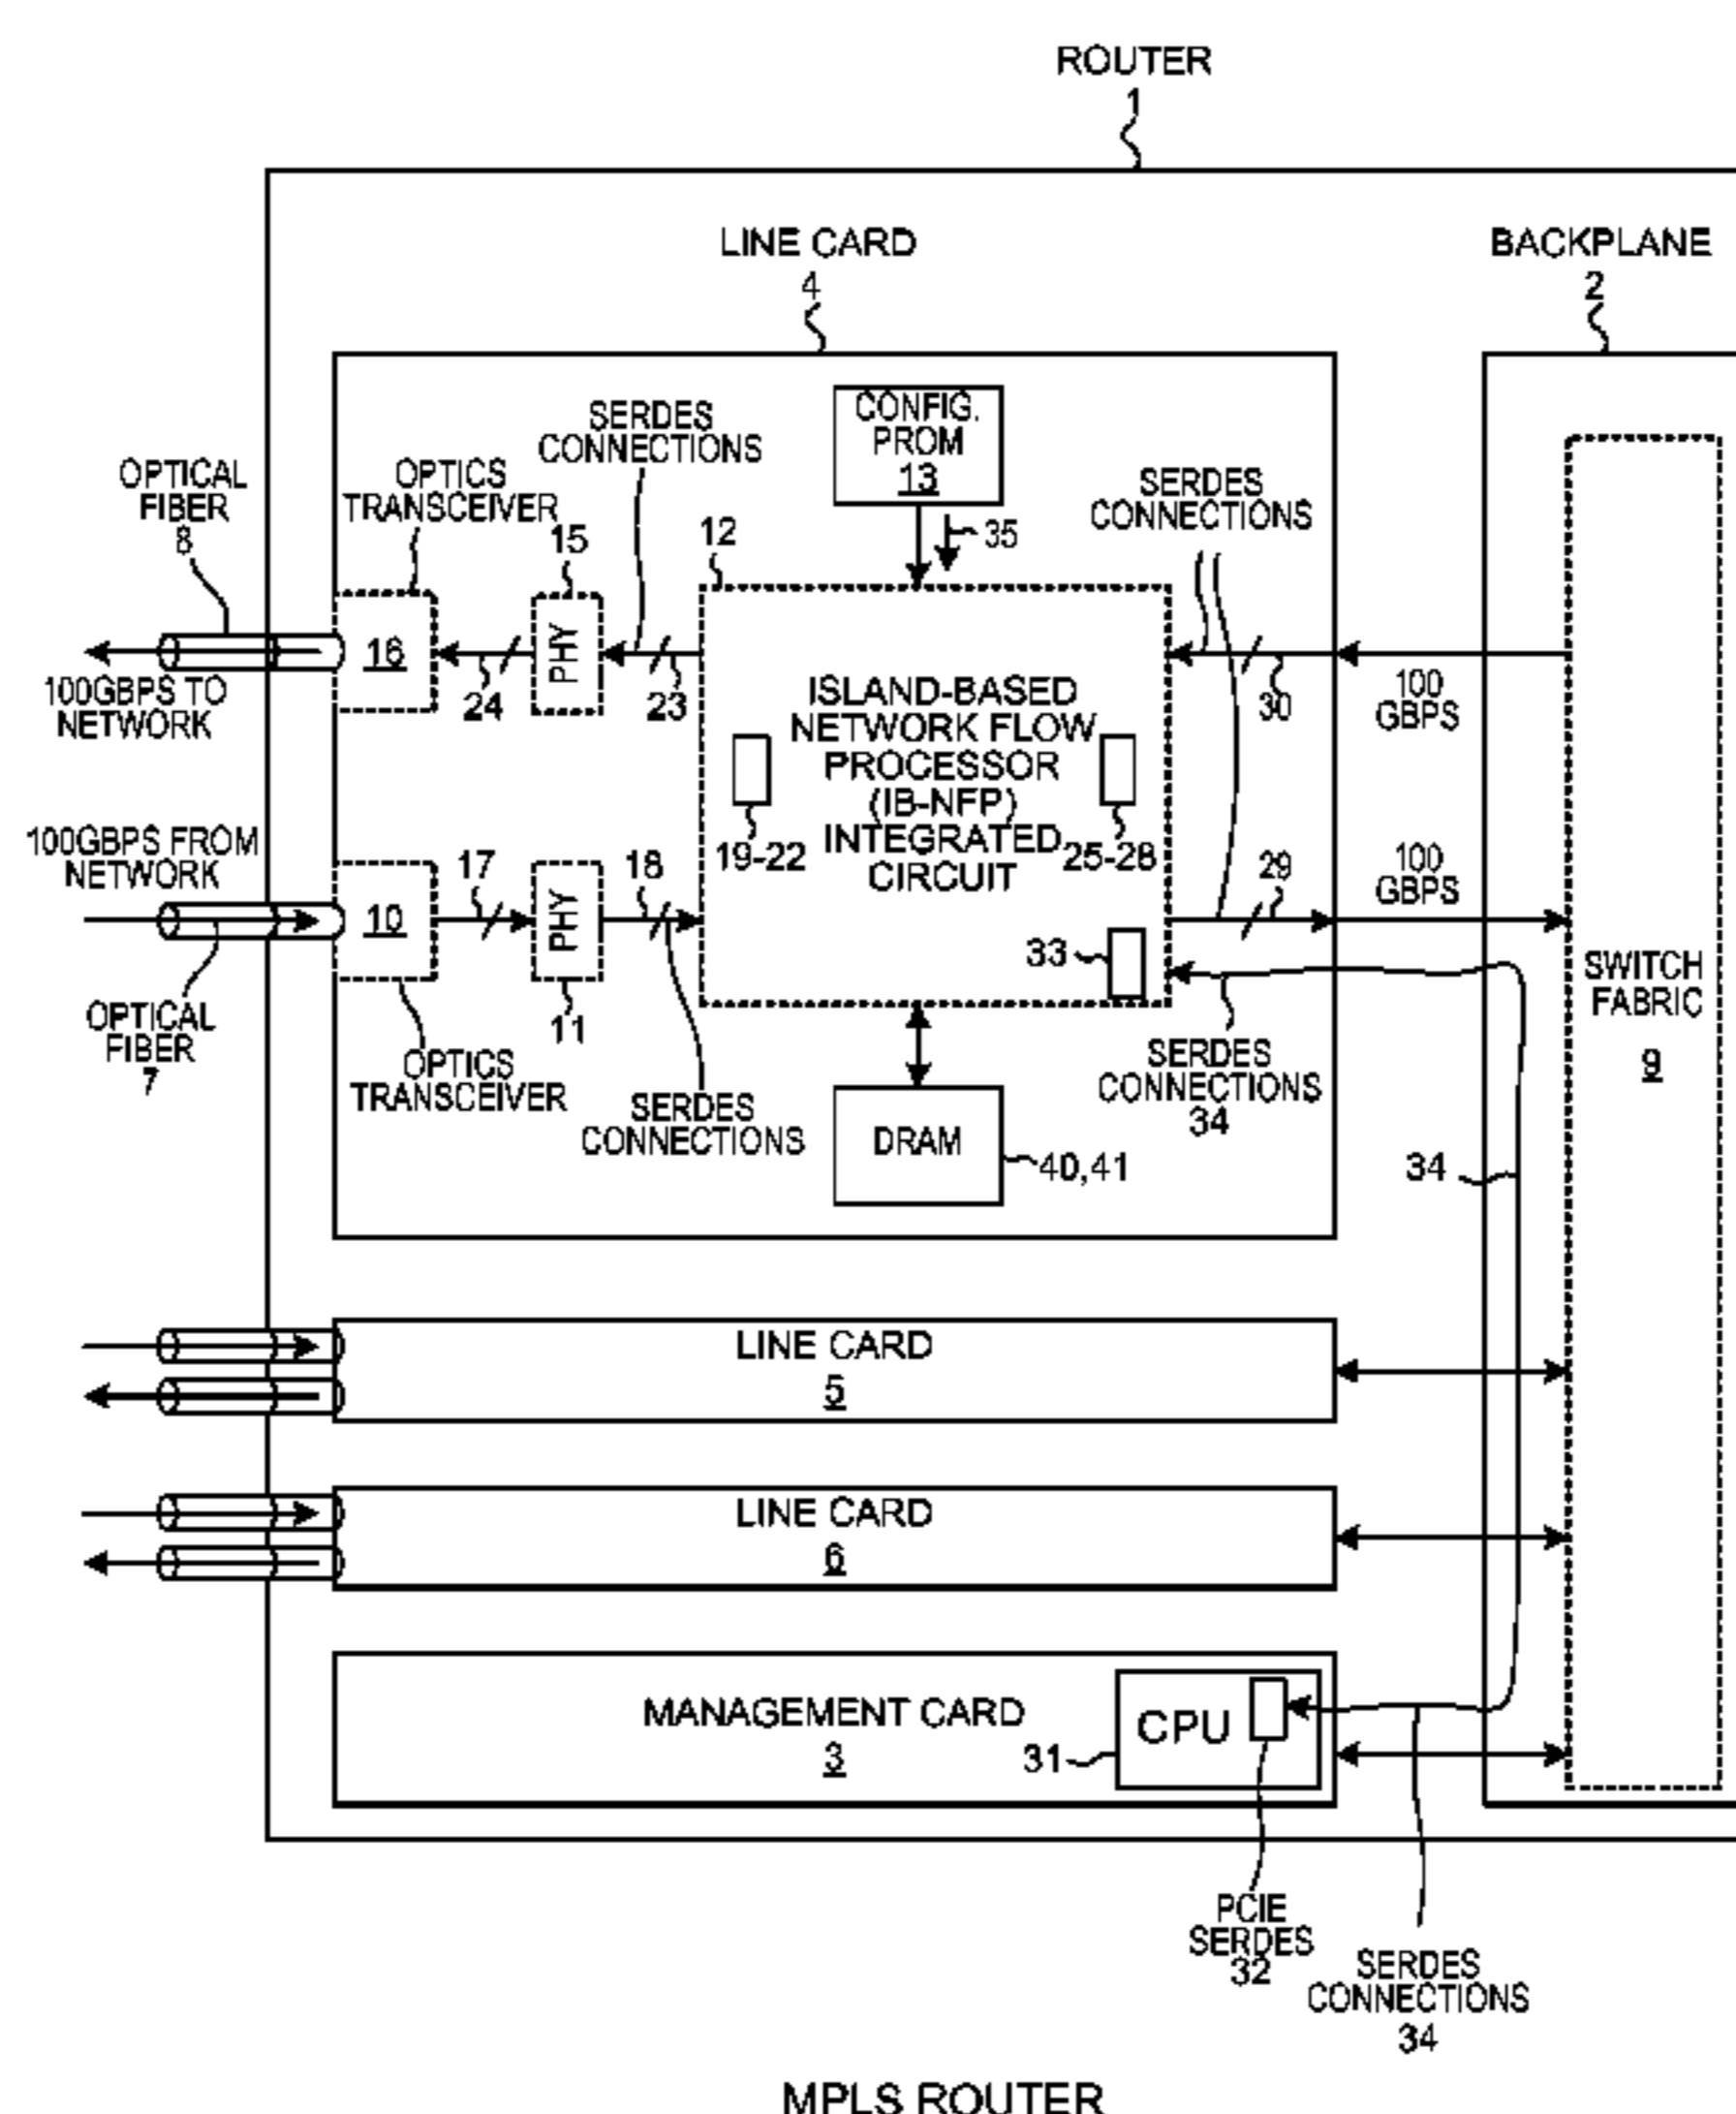 ROUTER
1
LINE CARD
4
BACKPLANE
2
CONFIG.
PROM
13
SERDES
CONNECTIONS
OPTICS
TRANSCEIVER
OPTICAL
FIBER
8
15
12
35
SERDES
CONNECTIONS
16
PHY
24
23
30
100
GBPS
100GBPS TO
NETWORK
ISLAND-BASED
NETWORK FLOW
PROCESSOR
(IB-NFP)
INTEGRATED
CIRCUIT
19-22
25-28
100GBPS FROM
NETWORK
17
18
29
100
GBPS
10
PHY
33
SWITCH
FABRIC
9
OPTICAL
FIBER
7
11
OPTICS
TRANSCEIVER
SERDES
CONNECTIONS
SERDES
CONNECTIONS
34
DRAM
40,41
34
LINE CARD
5
LINE CARD
6
MANAGEMENT CARD
3
31
CPU
PCIE
SERDES
32
SERDES
CONNECTIONS
34
MPLS ROUTER